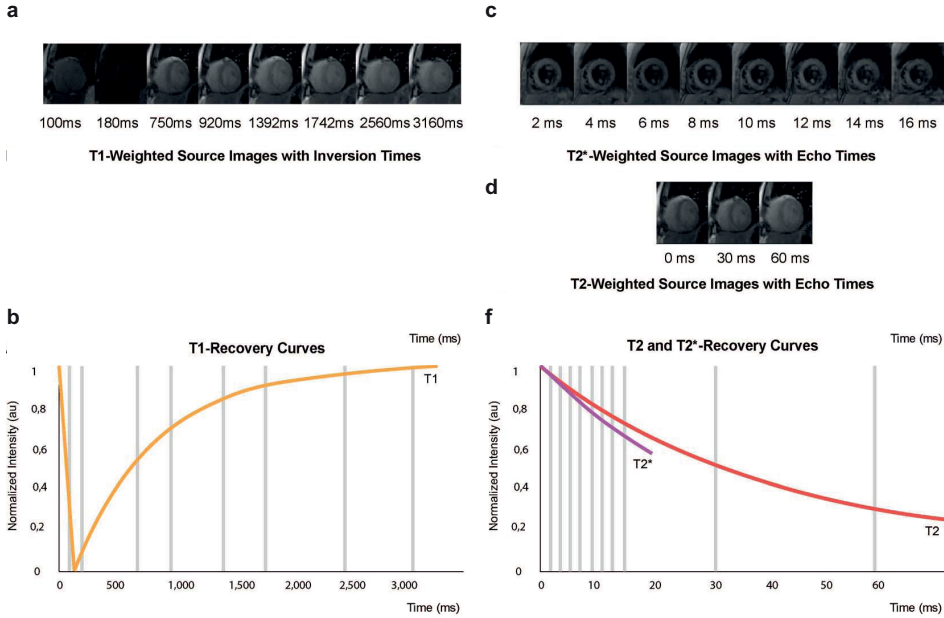 a
100ms 180ms 750ms 920ms 1392ms 1742ms 2560ms 3160ms
T1-Weighted Source Images with Inversion Times
c
2 ms 4 ms 6 ms 8 ms 10 ms 12 ms 14 ms 16 ms
T2*-Weighted Source Images with Echo Times
d
0 ms 30 ms 60 ms
T2-Weighted Source Images with Echo Times
b
Time (ms)
T1-Recovery Curves
Normalized Intensity (au)
1
0,8
0,6
0,4
0,2
0
T1
0 500 1,000 1,500 2,000 2,500 3,000
Time (ms)
f
Time (ms)
T2 and T2*-Recovery Curves
Normalized Intensity (au)
1
0,8
0,6
0,4
0,2
0
T2*
T2
0 10 20 30 40 50 60
Time (ms)